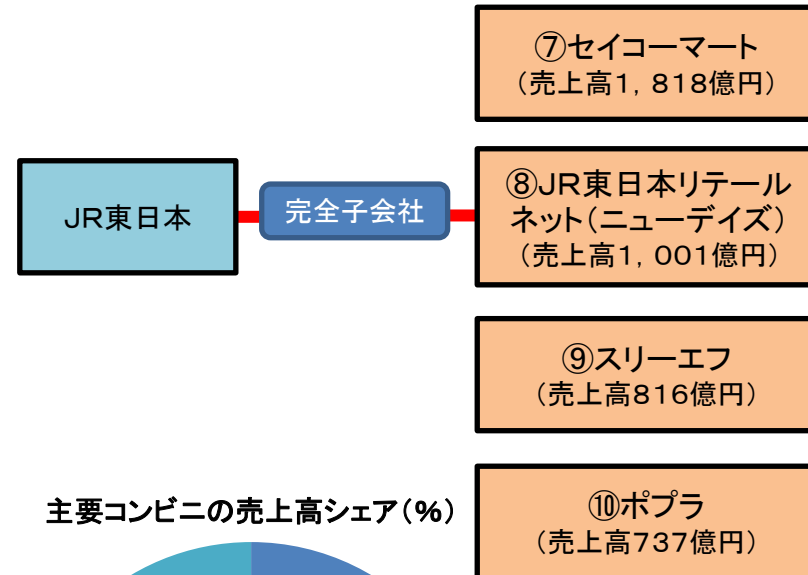 ⑦セイコーマート
（売上高１，８１８億円）
ＪＲ東日本
完全子会社
⑧ＪＲ東日本リテール
ネット（ニューデイズ）
（売上高１，００１億円）
⑨スリーエフ
（売上高８１６億円）
主要コンビニの売上高シェア（％）
⑩ポプラ
（売上高７３７億円）